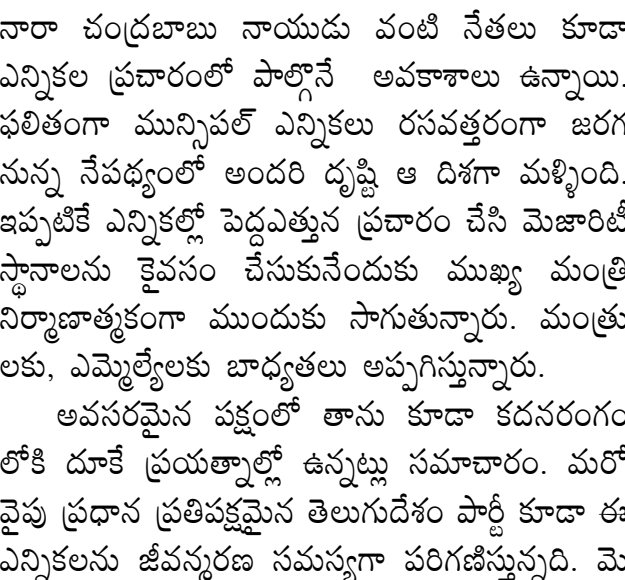 నారా చంద్రబాబు నాయుడు వంటి నేతలు కూడా
ఎన్నికల ప్రచారంలో పాల్గొనే అవకాశాలు ఉన్నాయి.
ఫలితంగా మున్సిపల్ ఎన్నికలు రసవత్తరంగా జరగ
నున్న నేపథ్యంలో అందరి దృష్టి ఆ దిశగా మళ్ళింది.
ఇప్పటికే ఎన్నికల్లో పెద్దఎత్తున ప్రచారం చేసి మెజారిటీ
స్థానాలను కైవసం చేసుకునేందుకు ముఖ్య మంత్రి
నిర్మాణాత్మకంగా ముందుకు సాగుతున్నారు. మంత్రు
లకు, ఎమ్మెల్యేలకు బాధ్యతలు అప్పగిస్తున్నారు.
అవసరమైన పక్షంలో తాను కూడా కదనరంగం
లోకి దూకే ప్రయత్నాల్లో ఉన్నట్లు సమాచారం. మరో
వైపు ప్రధాన ప్రతిపక్షమైన తెలుగుదేశం పార్టీ కూడా ఈ
ఎన్నికలను జీవన్మరణ సమస్యగా పరిగణిస్తున్నది. మె